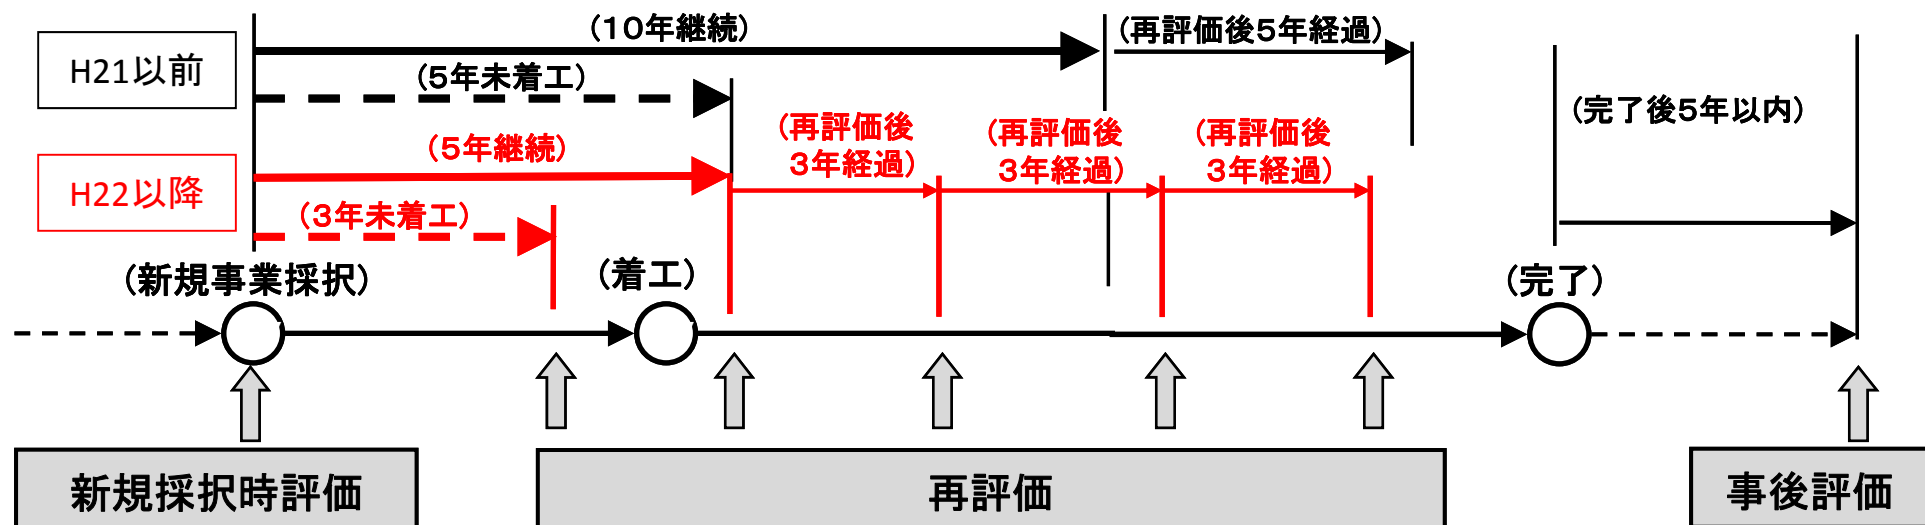 (10年継続)
(再評価後5年経過)
H21以前
(5年未着工)
(完了後5年以内)
(再評価後
3年経過)
(再評価後
3年経過)
(再評価後
3年経過)
(5年継続)
H22以降
(3年未着工)
(新規事業採択)
(着工)
(完了)
新規採択時評価
再評価
事後評価